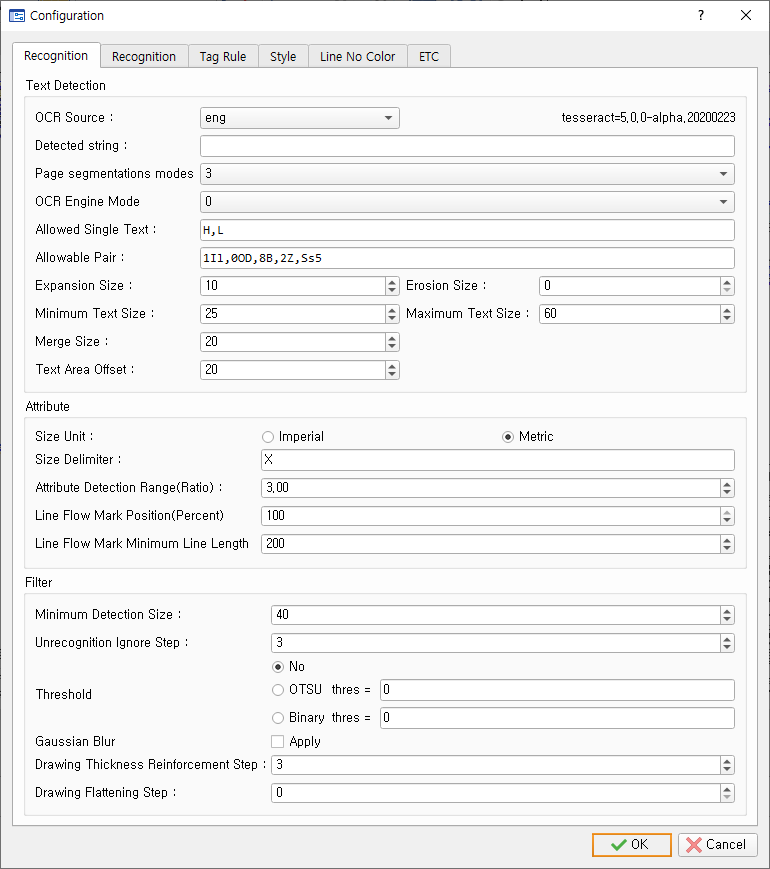 Configuration ?
Recognition Recognition Tag Rule Style Line No Color ETC
Text Detection
OCR Source : eng tesseract=5,0,0-alpha,20200223
Detected string :
Page segmentations modes 3
OCR Engine Mode 0
Allowed Single Text : H,L
Allowable Pair : 1Il,0OD,8B,2Z,Ss5
Expansion Size : 10 Erosion Size : 0
Minimum Text Size : 25 Maximum Text Size : 60
Merge Size : 20
Text Area Offset : 20
Attribute
Size Unit : Imperial Metric
Size Delimiter : X
Attribute Detection Range(Ratio) : 3,00
Line Flow Mark Position(Percent) 100
Line Flow Mark Minimum Line Length 200
Filter
Minimum Detection Size : 40
Unrecognition Ignore Step : 3
No
Threshold OTSU thres = 0
Binary thres = 0
Gaussian Blur Apply
Drawing Thickness Reinforcement Step : 3
Drawing Flattening Step : 0
OK Cancel